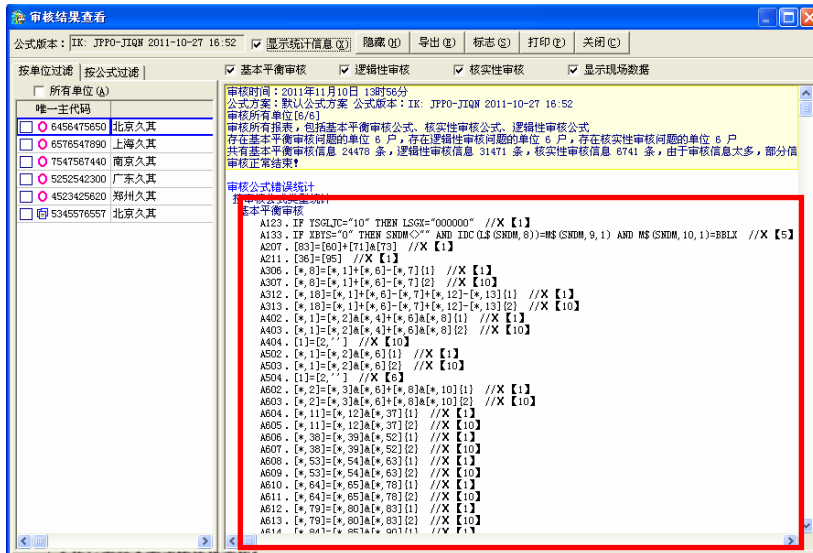 审核结果查看
公式版本： IK: JPPO-JIQN 2011-10-27 16:52 显示统计信息(X) 隐藏(H) 导出(E) 标志(S) 打印(P) 关闭(C)
按单位过滤 按公式过滤 基本平衡审核 逻辑性审核 核实性审核 显示现场数据
所有单位(A)
唯一主代码
6456475650 北京久其
6576547890 上海久其
7547567440 南京久其
5252542300 广东久其
4523425620 郑州久其
5345576557 北京久其
审核时间：2011年11月10日 13时56分
公式方案：默认公式方案 公式版本：IK: JPPO-JIQN 2011-10-27 16:52
审核所有单位[6/6]
审核所有报表，包括基本平衡审核公式、核实性审核公式、逻辑性审核公式
存在基本平衡审核问题的单位 6 户，存在逻辑性审核问题的单位 6 户，存在核实性审核问题的单位 6 户
共有基本平衡审核信息 24478 条，逻辑性审核信息 31471 条，核实性审核信息 6741 条，由于审核信息太多，部分信
审核正常结束！
审核公式错误统计
按审核公式类型统计
基本平衡审核
A123．IF YSGLJC="10" THEN LSGX="000000" //X【1】
A133．IF XBYS="0" THEN SNDM<>"" AND IDC(L$(SNDM,8))=M$(SNDM,9,1) AND M$(SNDM,10,1)=BBLX //X【5】
A207．[83]=[60]+[71]&[73] //X【1】
A211．[36]=[95] //X【1】
A306．[*,8]=[*,1]+[*,6]-[*,7]{1} //X【1】
A307．[*,8]=[*,1]+[*,6]-[*,7]{2} //X【10】
A312．[*,18]=[*,1]+[*,6]-[*,7]+[*,12]-[*,13]{1} //X【1】
A313．[*,18]=[*,1]+[*,6]-[*,7]+[*,12]-[*,13]{2} //X【10】
A402．[*,1]=[*,2]&[*,4]+[*,6]&[*,8]{1} //X【1】
A403．[*,1]=[*,2]&[*,4]+[*,6]&[*,8]{2} //X【10】
A404．[1]=[2,''] //X【10】
A502．[*,1]=[*,2]&[*,6]{1} //X【1】
A503．[*,1]=[*,2]&[*,6]{2} //X【10】
A504．[1]=[2,''] //X【6】
A602．[*,2]=[*,3]&[*,6]+[*,8]&[*,10]{1} //X【1】
A603．[*,2]=[*,3]&[*,6]+[*,8]&[*,10]{2} //X【10】
A604．[*,11]=[*,12]&[*,37]{1} //X【1】
A605．[*,11]=[*,12]&[*,37]{2} //X【10】
A606．[*,38]=[*,39]&[*,52]{1} //X【1】
A607．[*,38]=[*,39]&[*,52]{2} //X【10】
A608．[*,53]=[*,54]&[*,63]{1} //X【1】
A609．[*,53]=[*,54]&[*,63]{2} //X【10】
A610．[*,64]=[*,65]&[*,78]{1} //X【1】
A611．[*,64]=[*,65]&[*,78]{2} //X【10】
A612．[*,79]=[*,80]&[*,83]{1} //X【1】
A613．[*,79]=[*,80]&[*,83]{2} //X【10】
A614．[*,84]=[*,85]&[*,90]{1} //X【1】